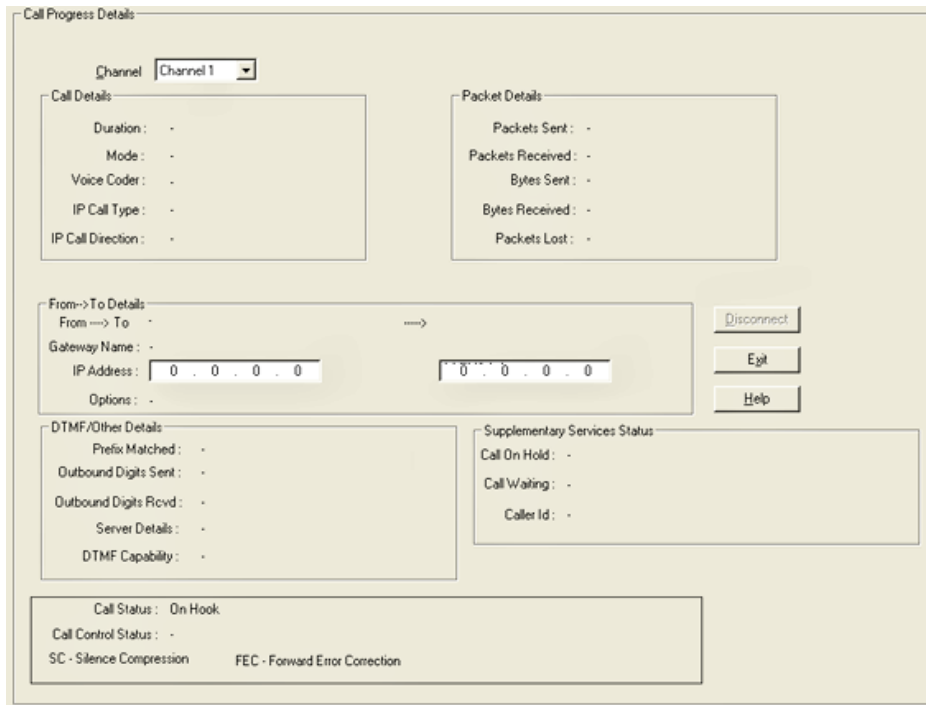 Call Progress Details
Channel Channel 1
Call Details
Duration : -
Mode : -
Voice Coder : -
IP Call Type : -
IP Call Direction : -
Packet Details
Packets Sent : -
Packets Received : -
Bytes Sent : -
Bytes Received : -
Packets Lost : -
From-->To Details
From ---> To - ---->
Gateway Name : -
IP Address : 0 . 0 . 0 . 0 0 . 0 . 0 . 0
Options : -
Disconnect
Exit
Help
DTMF/Other Details
Prefix Matched : -
Outbound Digits Sent : -
Outbound Digits Rcvd : -
Server Details : -
DTMF Capability : -
Supplementary Services Status
Call On Hold : -
Call Waiting : -
Caller Id : -
Call Status : On Hook
Call Control Status : -
SC - Silence Compression FEC - Forward Error Correction